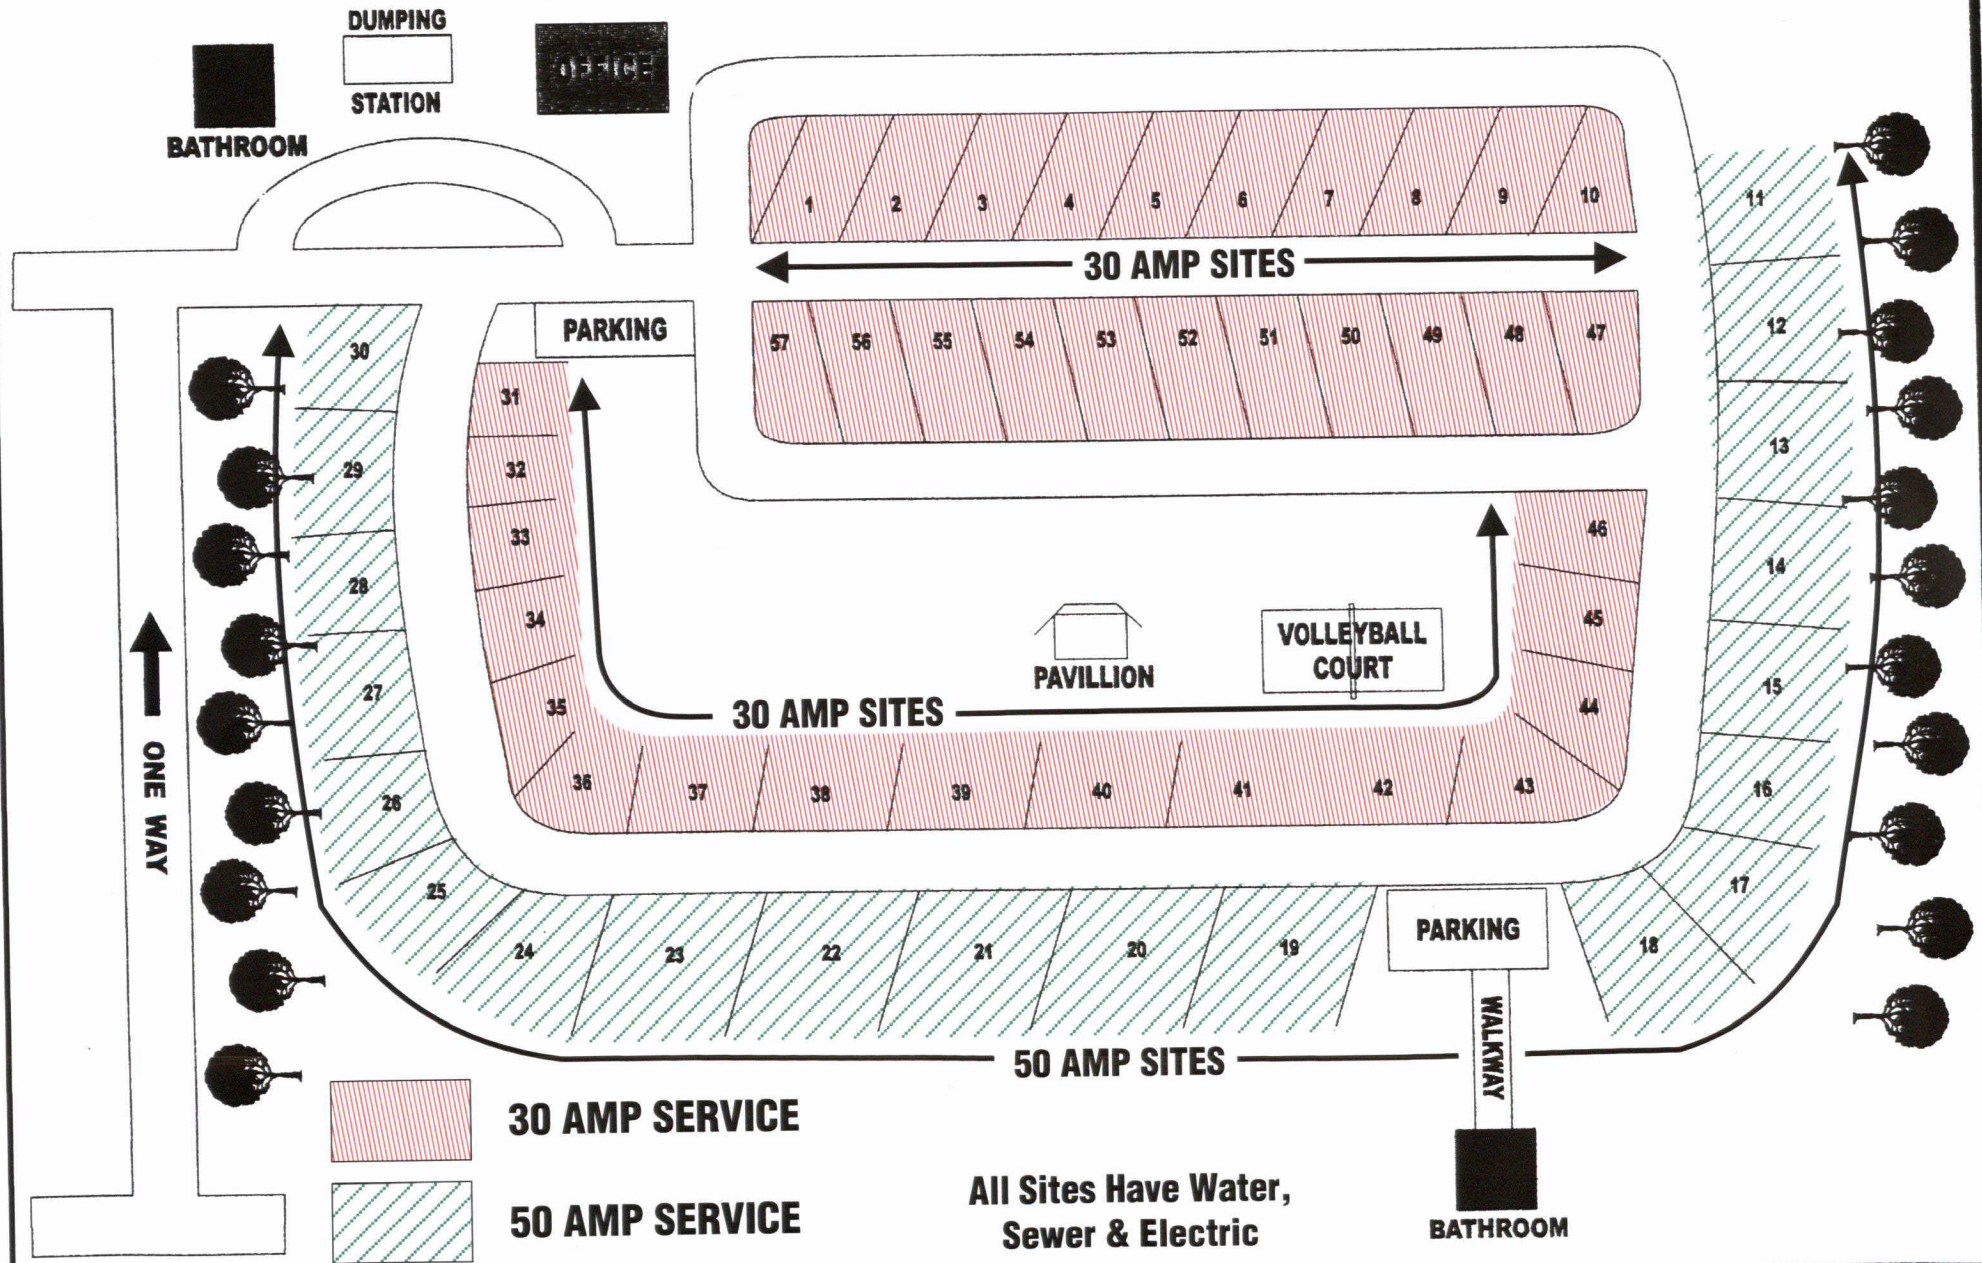 DUMPING
STATION
OFFICE
BATHROOM
1 2 3 4 5 6 7 8 9 10
30 AMP SITES
57 56 55 54 53 52 51 50 49 48 47
PARKING
11
12
13
14
15
16
17
18
30
29
28
27
26
25
31
32
33
34
35
46
45
44
PAVILLION
VOLLEYBALL
COURT
30 AMP SITES
36 37 38 39 40 41 42 43
ONE WAY
24 23 22 21 20 19
PARKING
WALKWAY
50 AMP SITES
30 AMP SERVICE
50 AMP SERVICE
All Sites Have Water,
Sewer & Electric
BATHROOM